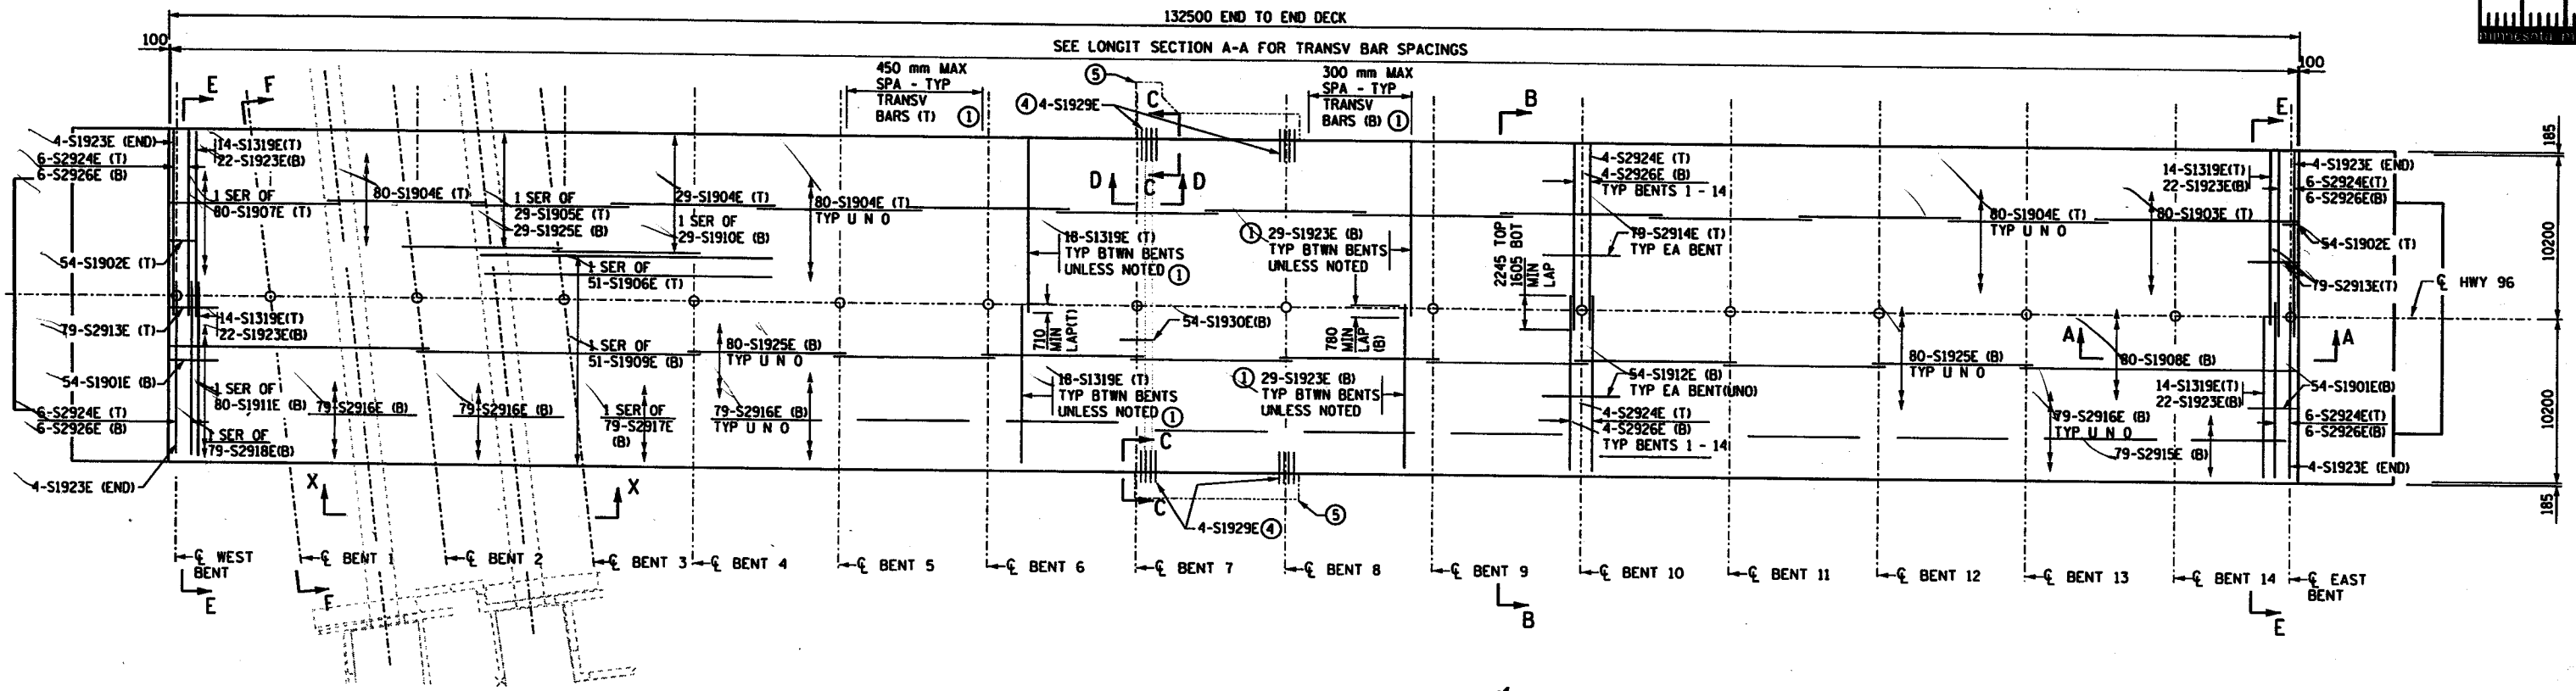 132500 END TO END DECK
100
SEE LONGIT SECTION A-A FOR TRANSV BAR SPACINGS
100
minnesota
450 mm MAX
SPA - TYP
TRANSV
BARS (T) ①
⑤
④ 4-S1929E
300 mm MAX
SPA - TYP
TRANSV
BARS (B) ①
E
F
C
C
D
D
B
E
4-S1923E (END)
6-S2924E (T)
6-S2926E (B)
14-S1319E(T)
22-S1923E(B)
1 SER OF
80-S1907E (T)
80-S1904E (T)
1 SER OF
29-S1905E (T)
29-S1925E (B)
29-S1904E (T)
1 SER OF
29-S1910E (B)
80-S1904E (T)
TYP U N O
4-S2924E (T)
4-S2926E (B)
TYP BENTS 1 - 14
14-S1319E(T)
22-S1923E(B)
4-S1923E (END)
6-S2924E(T)
6-S2926E(B)
185
54-S1902E (T)
1 SER OF
51-S1906E (T)
18-S1319E (T)
TYP BTWN BENTS
UNLESS NOTED ①
① 29-S1923E (B)
TYP BTWN BENTS
UNLESS NOTED
2245 TOP
1605 BOT
MIN
LAP
79-S2914E (T)
TYP EA BENT
80-S1904E (T)
TYP U N O
80-S1903E (T)
54-S1902E (T)
10200
79-S2913E(T)
℄ HWY 96
79-S2913E (T)
14-S1319E(T)
22-S1923E(B)
710
MIN
LAP(T)
54-S1930E(B)
780
MIN
LAP
(B)
54-S1901E (B)
1 SER OF
51-S1909E (B)
80-S1925E (B)
TYP U N O
80-S1925E (B)
TYP U N O
A
80-S1908E (B)
A
1 SER OF
80-S1911E (B)
79-S2916E (B)
79-S2916E (B)
1 SER OF
79-S2917E
(B)
79-S2916E (B)
TYP U N O
18-S1319E (T)
TYP BTWN BENTS
UNLESS NOTED ①
① 29-S1923E (B)
TYP BTWN BENTS
UNLESS NOTED
54-S1912E (B)
TYP EA BENT(UNO)
4-S2924E (T)
4-S2926E (B)
TYP BENTS 1 - 14
14-S1319E(T)
22-S1923E(B)
54-S1901E(B)
6-S2924E(T)
6-S2926E(B)
10200
6-S2924E (T)
6-S2926E (B)
1 SER OF
79-S2918E(B)
79-S2916E (B)
TYP U N O
79-S2915E (B)
4-S1923E (END)
4-S1923E (END)
X
X
C
C
4-S1929E ④
⑤
185
℄ WEST
BENT
℄ BENT 1
℄ BENT 2
℄ BENT 3
℄ BENT 4
℄ BENT 5
℄ BENT 6
℄ BENT 7
℄ BENT 8
℄ BENT 9
℄ BENT 10
℄ BENT 11
℄ BENT 12
℄ BENT 13
℄ BENT 14
℄ EAST
BENT
E
F
B
E